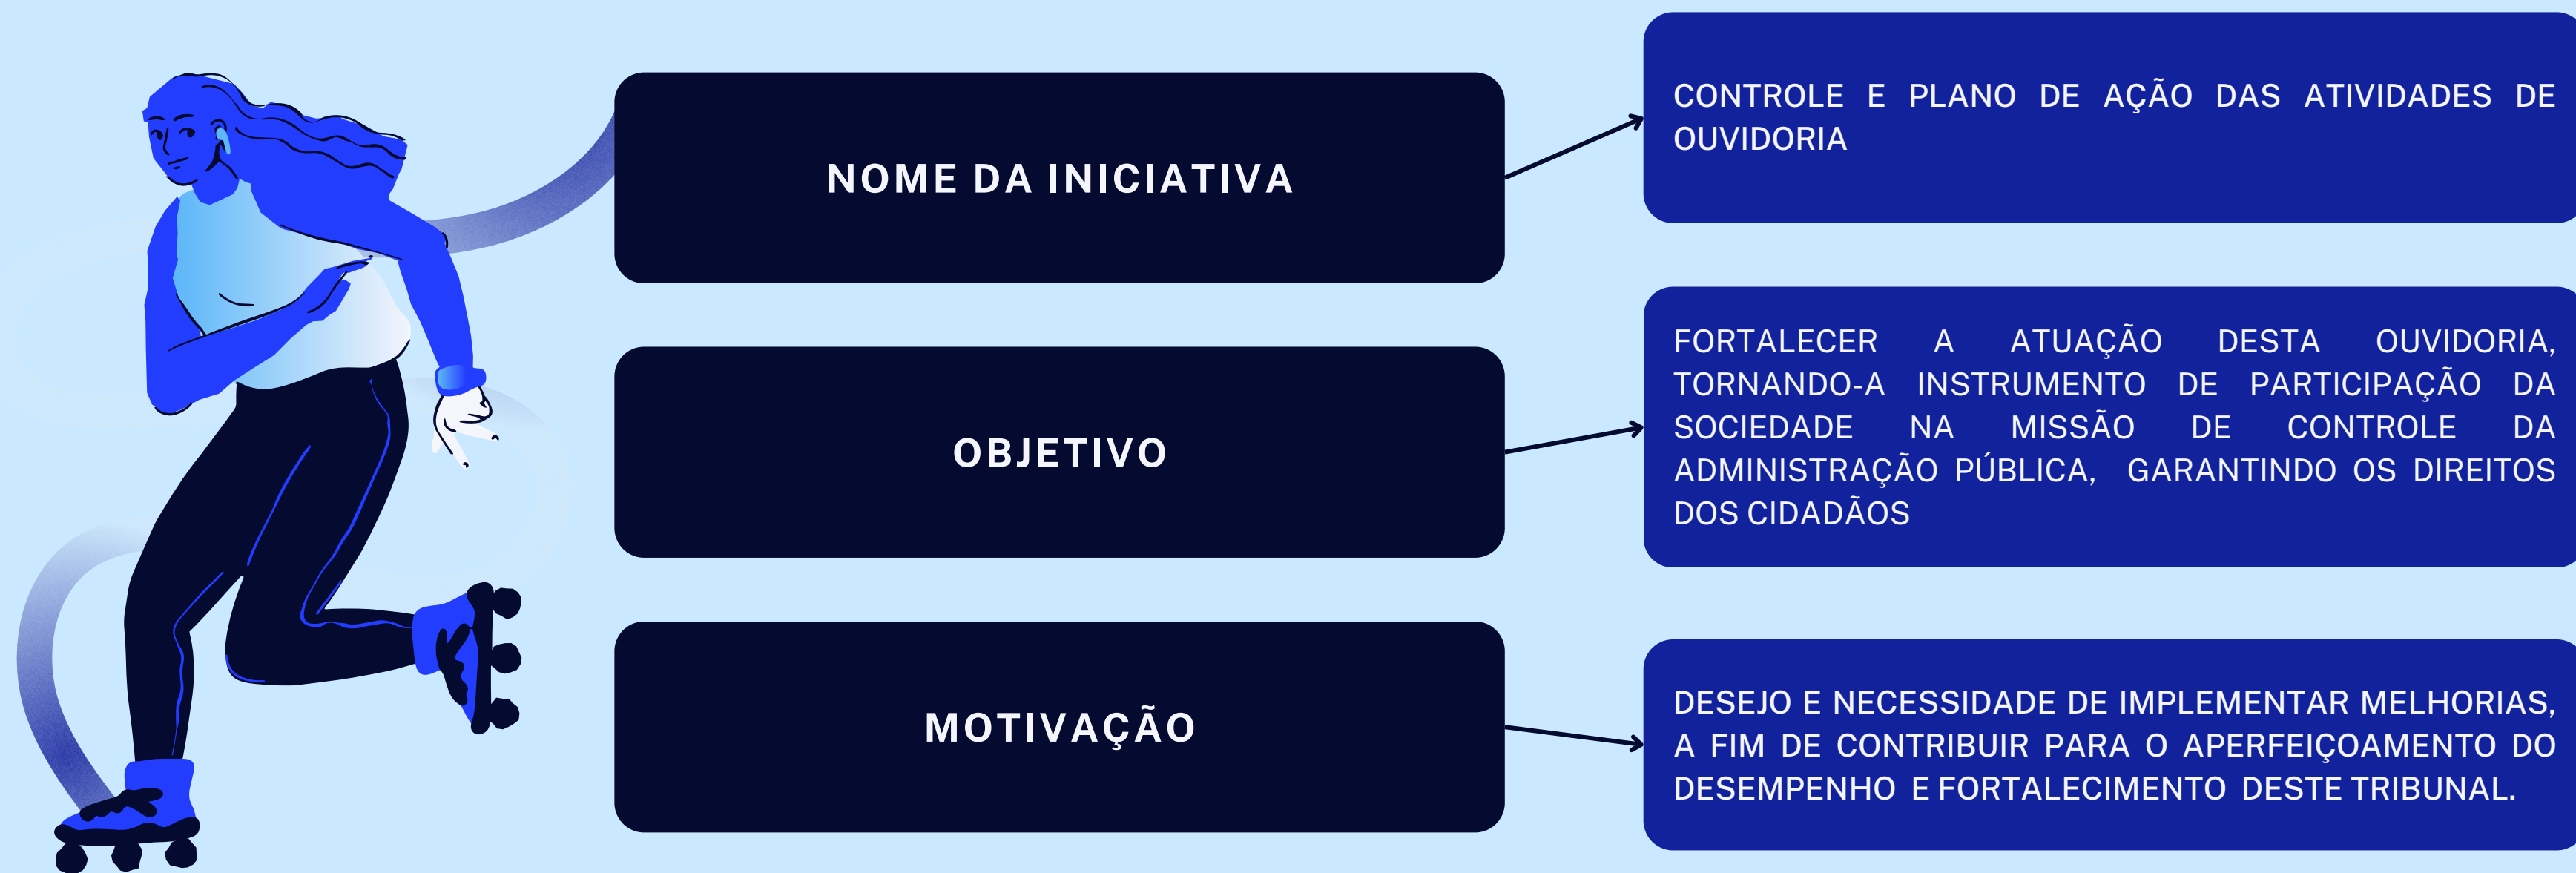 NOME DA INICIATIVA
CONTROLE E PLANO DE AÇÃO DAS ATIVIDADES DE
OUVIDORIA
OBJETIVO
FORTALECER A ATUAÇÃO DESTA OUVIDORIA,
TORNANDO-A INSTRUMENTO DE PARTICIPAÇÃO DA
SOCIEDADE NA MISSÃO DE CONTROLE DA
ADMINISTRAÇÃO PÚBLICA, GARANTINDO OS DIREITOS
DOS CIDADÃOS
MOTIVAÇÃO
DESEJO E NECESSIDADE DE IMPLEMENTAR MELHORIAS,
A FIM DE CONTRIBUIR PARA O APERFEIÇOAMENTO DO
DESEMPENHO E FORTALECIMENTO DESTE TRIBUNAL.